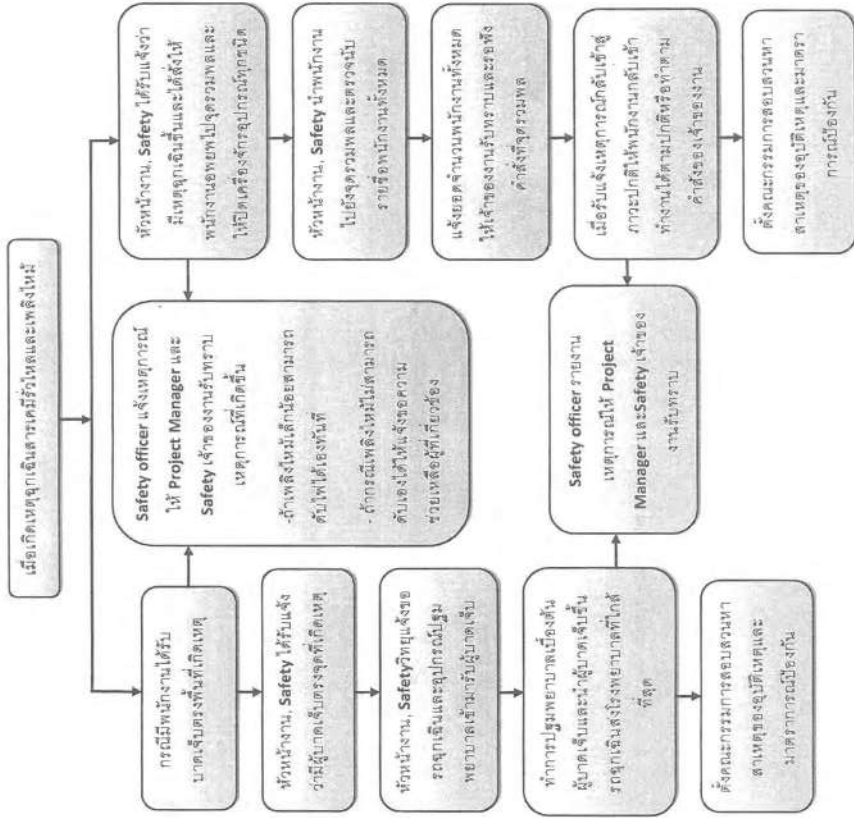 เมื่อเกิดเหตุฉุกเฉินสารเคมีรั่วไหลและเพลิงไหม้
กรณีมีพนักงานได้รับ
บาดเจ็บตรงพื้นที่เกิดเหตุ
หัวหน้างาน, Safety ได้รับแจ้ง
ว่ามีผู้บาดเจ็บตรงจุดที่เกิดเหตุ
หัวหน้างาน, Safetyวิทยุแจ้งขอ
รถฉุกเฉินและอุปกรณ์ปฐม
พยาบาลเข้ามารับผู้บาดเจ็บ
ทำการปฐมพยาบาลเบื้องต้น
ผู้บาดเจ็บและนำผู้บาดเจ็บขึ้น
รถฉุกเฉินส่งโรงพยาบาลที่ใกล้
ที่สุด
ตั้งคณะกรรมการสอบสวนหา
สาเหตุของอุบัติเหตุและ
มาตราการณ์ป้องกัน
Safety officer แจ้งเหตุการณ์
ให้ Project Manager และ
Safety เจ้าของงานรับทราบ
เหตุการณ์ที่เกิดขึ้น
-ถ้าเพลิงไหม้เล็กน้อยสามารถ
ดับไฟได้เองทันที
- ถ้ากรณีเพลิงไหม้ไม่สามารถ
ดับเองได้ให้แจ้งขอความ
ช่วยเหลือผู้ที่เกี่ยวข้อง
Safety officer รายงาน
เหตุการณ์ให้ Project
Manager และSafety เจ้าของ
งานรับทราบ
หัวหน้างาน, Safety ได้รับแจ้งว่า
มีเหตุฉุกเฉินขึ้นและได้สั่งให้
พนักงานอพยพไปจุดรวมพลและ
ให้ปิดเครื่องจักรอุปกรณ์ทุกชนิด
หัวหน้างาน, Safety นำพนักงาน
ไปยังจุดรวมพลและตรวจนับ
รายชื่อพนักงานทั้งหมด
แจ้งยอดจำนวนพนักงานทั้งหมด
ให้เจ้าของงานรับทราบและรอฟัง
คำสั่งที่จุดรวมพล
เมื่อรับแจ้งเหตุการณ์กลับเข้าสู่
ภาวะปกติให้พนักงานกลับเข้า
ทำงานได้ตามปกติหรือทำตาม
คำสั่งของเจ้าของงาน
ตั้งคณะกรรมการสอบสวนหา
สาเหตุของอุบัติเหตุและมาตรา
การณ์ป้องกัน